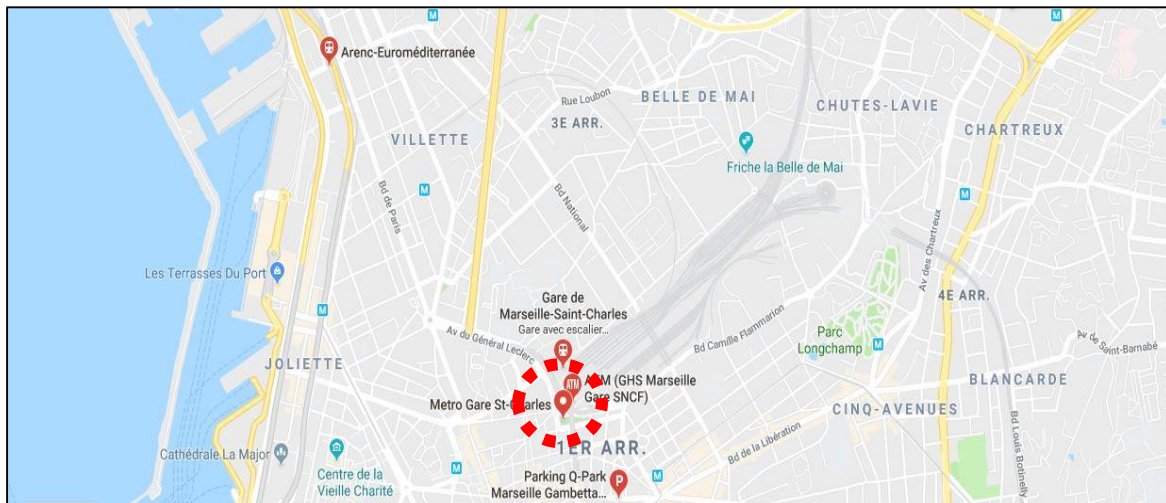 M
M
M
Arenc-Euroméditerranée
Rue Loubon
BELLE DE MAI
CHUTES-LAVIE
3E ARR.
CHARTREUX
VILLETTE
Friche la Belle de Mai
M
M
Bd de Paris
Bd National
Av des Chartreux
Les Terrasses Du Port
4E ARR.
Gare de
Marseille-Saint-Charles
Gare avec escalier...
M
Av du Général Leclerc
Bd Camille Flammarion
Parc
Longchamp
M
Av de Saint-Barnabé
JOLIETTE
BLANCARDE
ATM
ATM (GHS Marseille
Gare SNCF)
Metro Gare St-Charles
CINQ-AVENUES
Bd de la Libération
Bd Louis Botinelly
1ER ARR.
Cathédrale La Major
Centre de la
Vieille Charité
M
Parking Q-Park
Marseille Gambetta...
P
M